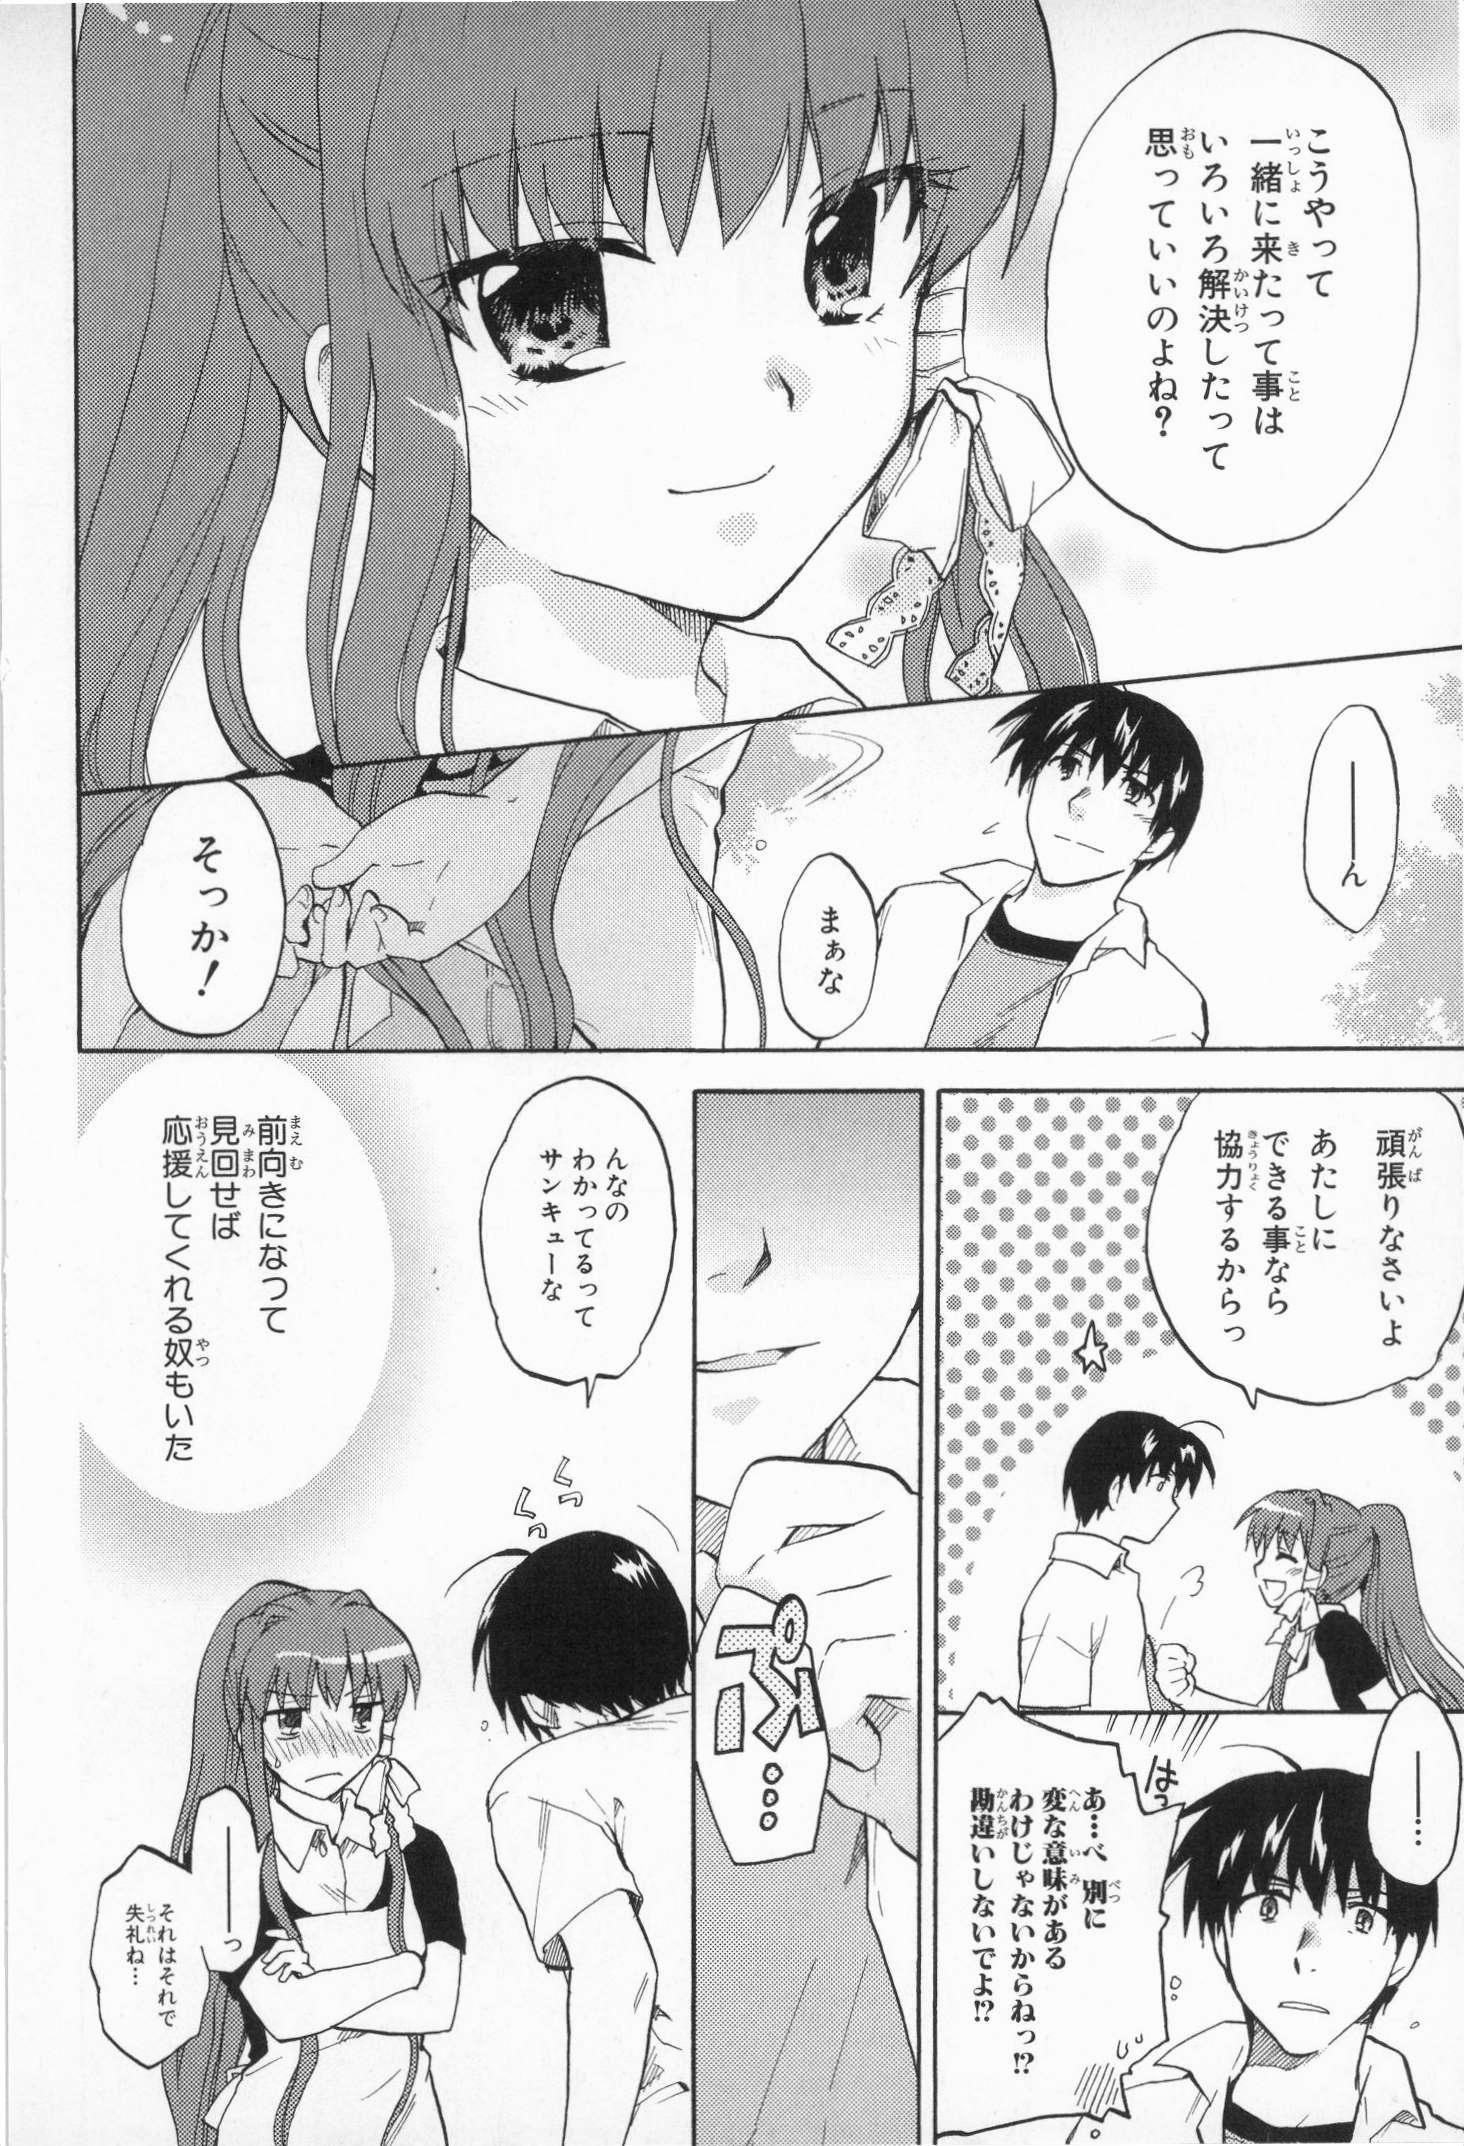 こうやって
一緒に来たって事は
いろいろ解決したって
思っていいのよね？
――ん
まぁな
そっか！
頑張りなさいよ
あたしに
できる事なら
協力するからっ
――…
はっ
あ…べ 別に
変な意味がある
わけじゃないからねっ!?
勘違いしないでよ!?
ぷ…
んなの
わかってるって
サンキューな
くっ
くっ
前向きになって
見回せば
応援してくれる奴もいた
――っ
それはそれで
失礼ね…